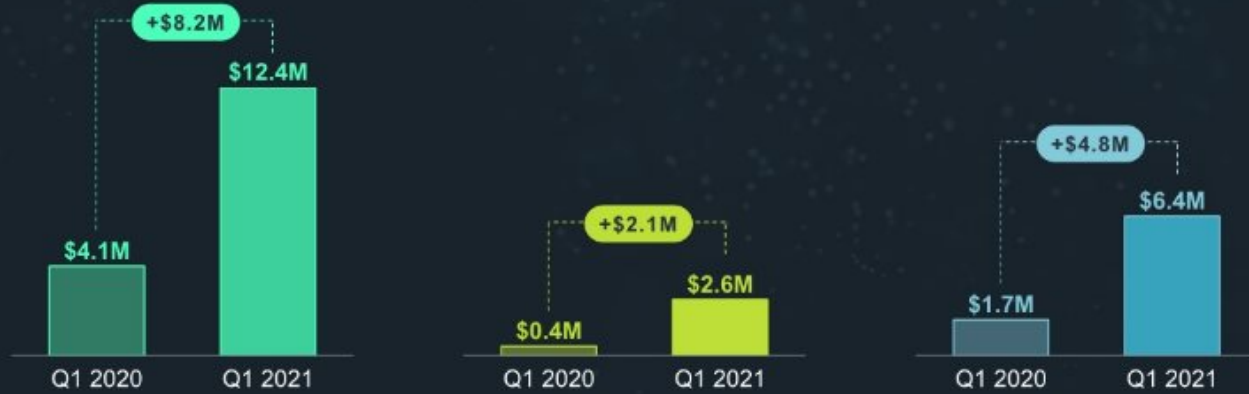 +$8.2M
$12.4M
$4.1M
Q1 2020 Q1 2021
+$2.1M
$2.6M
$0.4M
Q1 2020 Q1 2021
+$4.8M
$6.4M
$1.7M
Q1 2020 Q1 2021